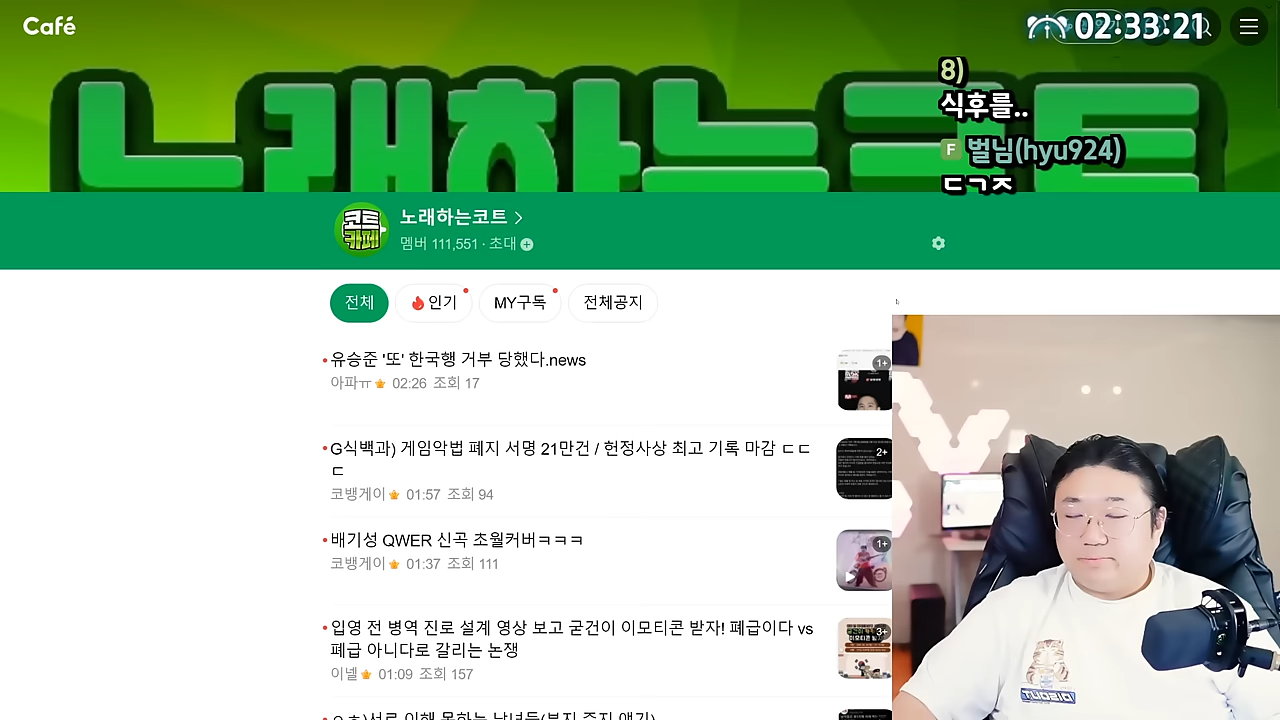 Café
02:33:21
노래하는코트
8)
식후를..
F 벌님(hyu924)
ㄷㄱㅈ
코트
카페
노래하는코트
멤버 111,551 · 초대
전체
인기
MY구독
전체공지
유승준 '또' 한국행 거부 당했다.news
아파ㅠ 02:26 조회 17
1+
G식백과) 게임악법 폐지 서명 21만건 / 헌정사상 최고 기록 마감 ㄷㄷ
ㄷ
코뱅게이 01:57 조회 94
2+
배기성 QWER 신곡 초월커버ㅋㅋㅋ
코뱅게이 01:37 조회 111
1+
입영 전 병역 진로 설계 영상 보고 굳건이 이모티콘 받자! 폐급이다 vs
폐급 아니다로 갈리는 논쟁
이넬 01:09 조회 157
3+